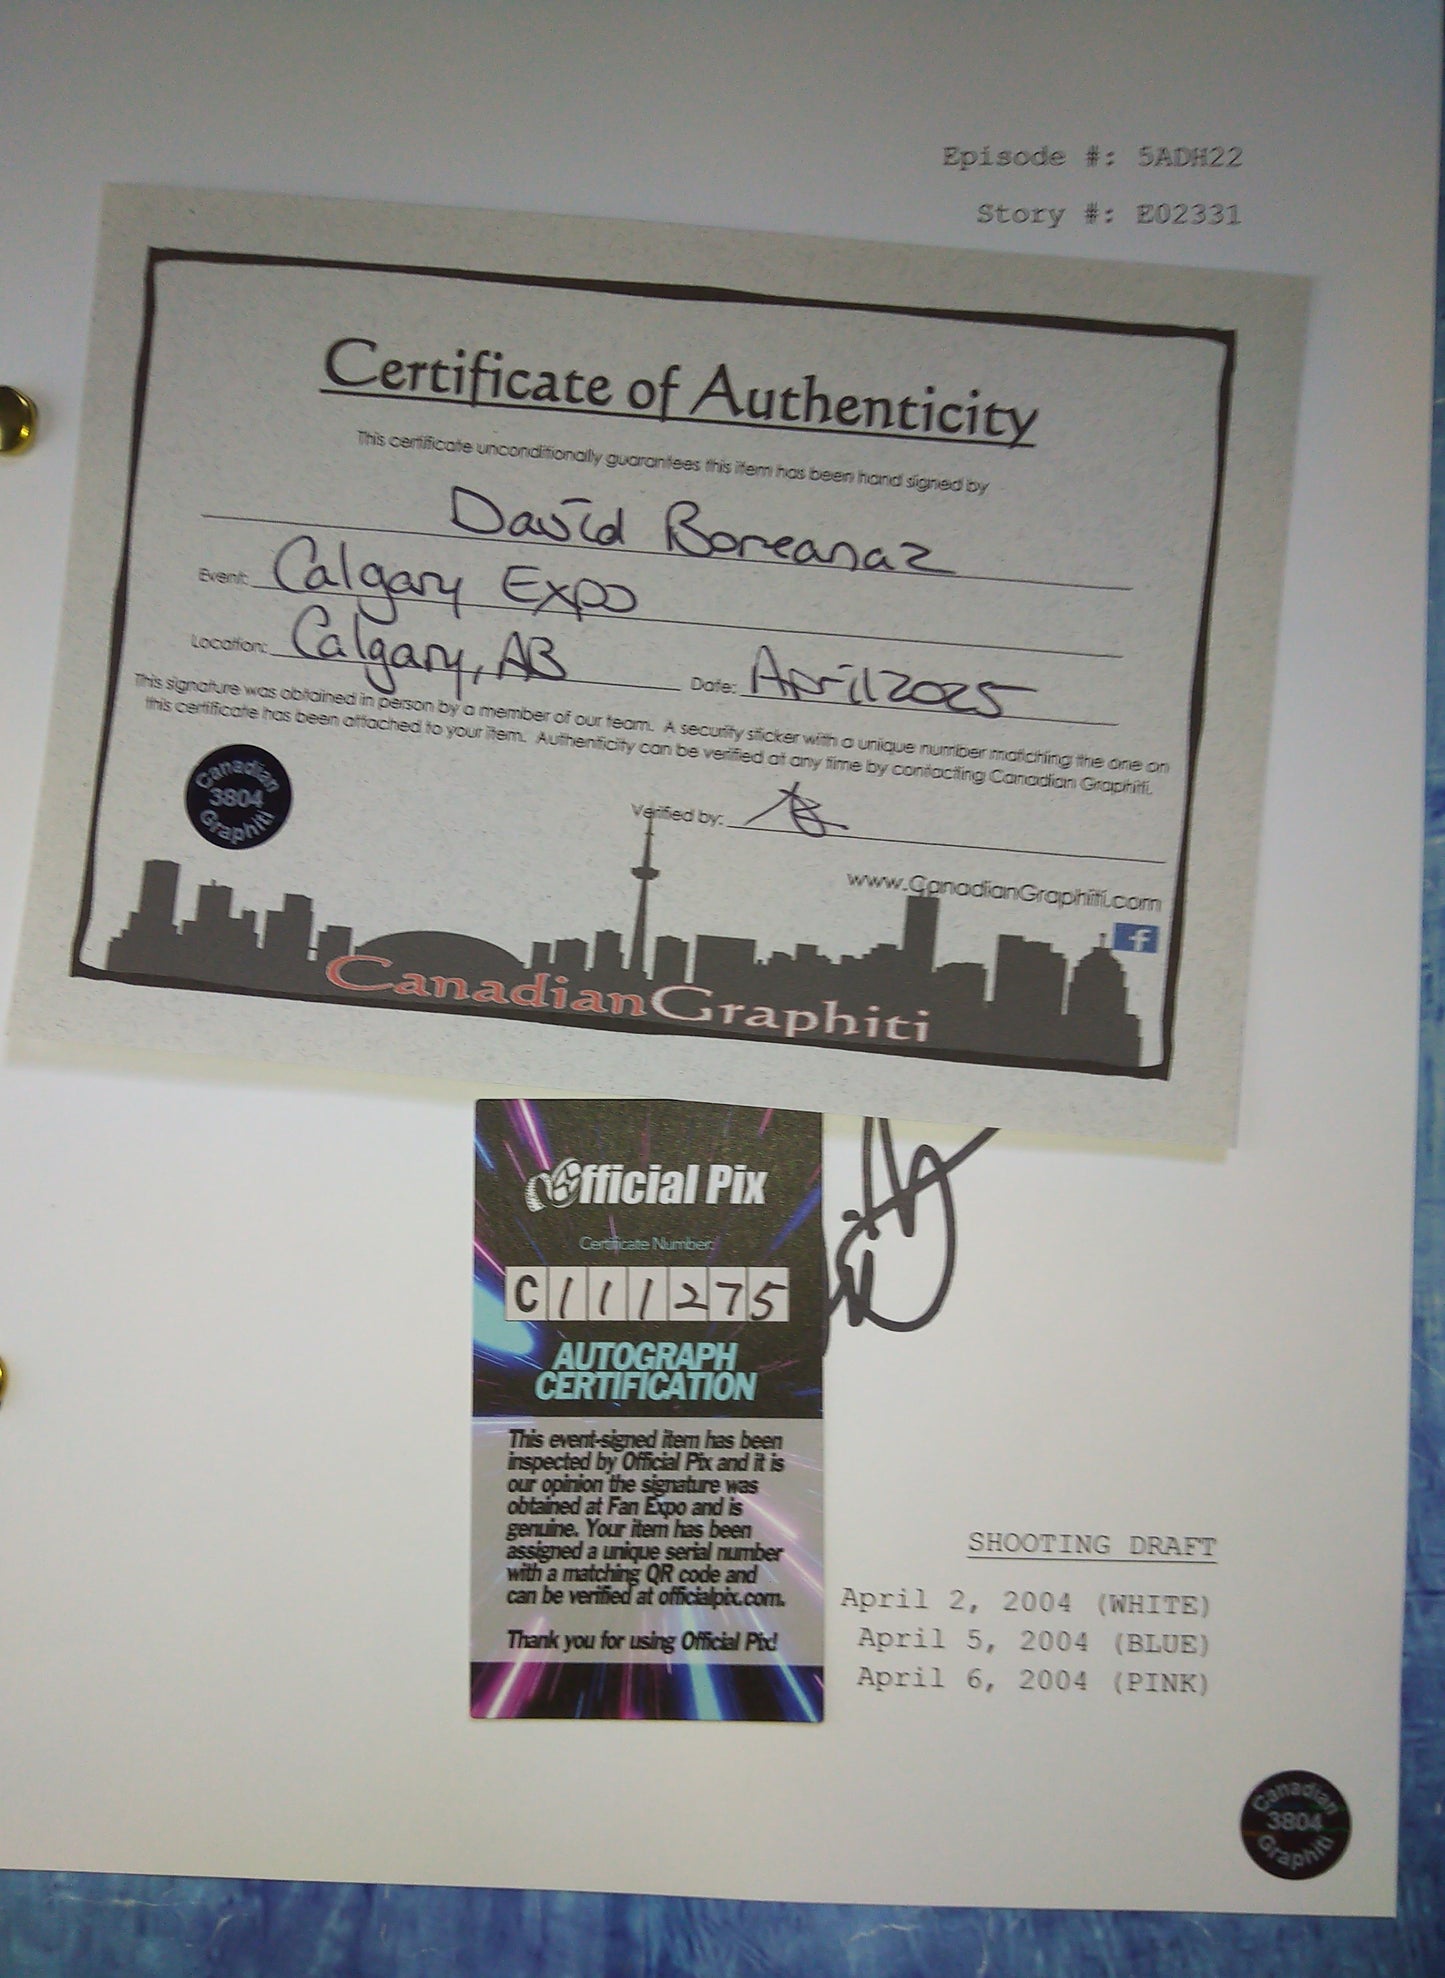 Episode #: 5ADH22
Story #: E02331
Certificate of Authenticity
This certificate unconditionally guarantees this item has been hand signed by
David Boreanaz
Event: Calgary Expo
Location: Calgary, AB Date: April 2025
This signature was obtained in person by a member of our team. A security sticker with a unique number matching the one on
this certificate has been attached to your item. Authenticity can be verified at any time by contacting Canadian Graphiti.
Canadian
3804
Graphiti
Verified by:
www.CanadianGraphiti.com
f
CanadianGraphiti
Official Pix
Certificate Number:
C111275
AUTOGRAPH
CERTIFICATION
This event-signed item has been
inspected by Official Pix and it is
our opinion the signature was
obtained at Fan Expo and is
genuine. Your item has been
assigned a unique serial number
with a matching QR code and
can be verified at officialpix.com.
Thank you for using Official Pix!
SHOOTING DRAFT
April 2, 2004 (WHITE)
April 5, 2004 (BLUE)
April 6, 2004 (PINK)
Canadian
3804
Graphiti